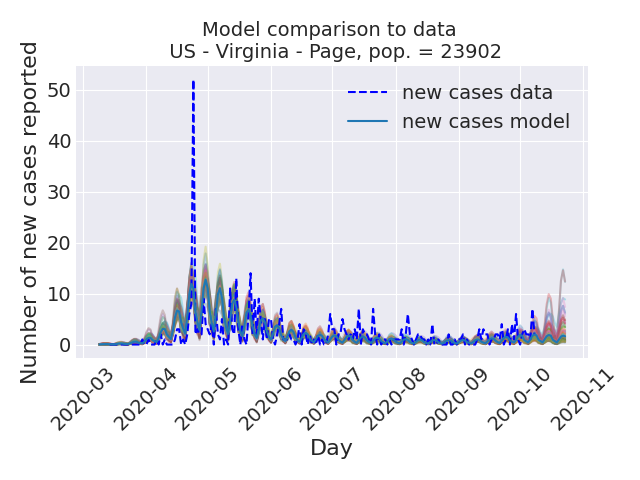 Model comparison to data
US - Virginia - Page, pop. = 23902
Number of new cases reported
50
40
30
20
10
0
new cases data
new cases model
2020-03
2020-04
2020-05
2020-06
2020-07
2020-08
2020-09
2020-10
2020-11
Day